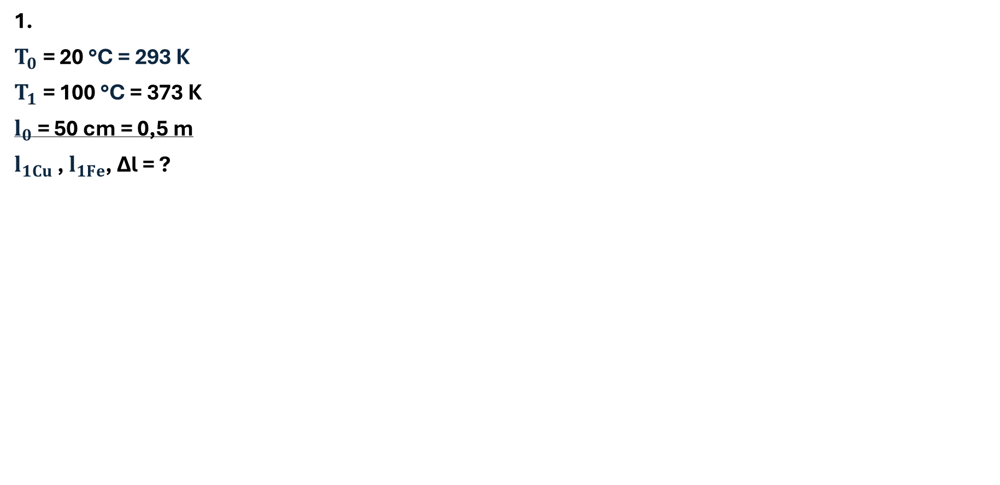 1.
T₀ = 20 °C = 293 K
T₁ = 100 °C = 373 K
l₀ = 50 cm = 0,5 m
l₁Cu , l₁Fe, Δl = ?